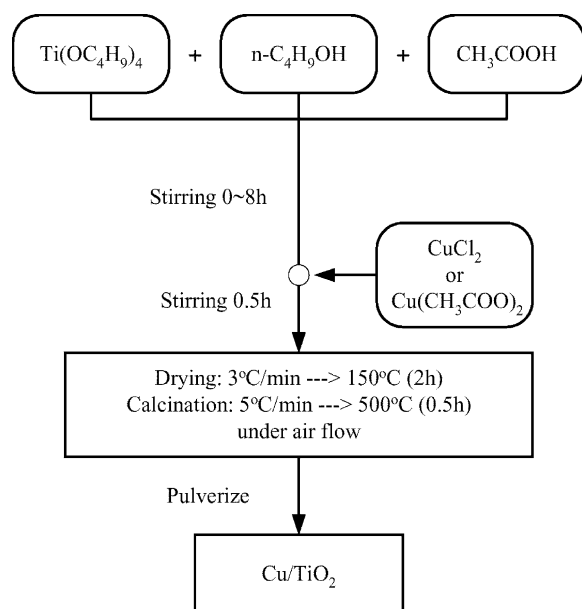 Ti(OC₄H₉)₄ + n-C₄H₉OH + CH₃COOH
Stirring 0~8h
CuCl₂
or
Cu(CH₃COO)₂
Stirring 0.5h
Drying: 3ºC/min ---> 150ºC (2h)
Calcination: 5ºC/min ---> 500ºC (0.5h)
under air flow
Pulverize
Cu/TiO₂